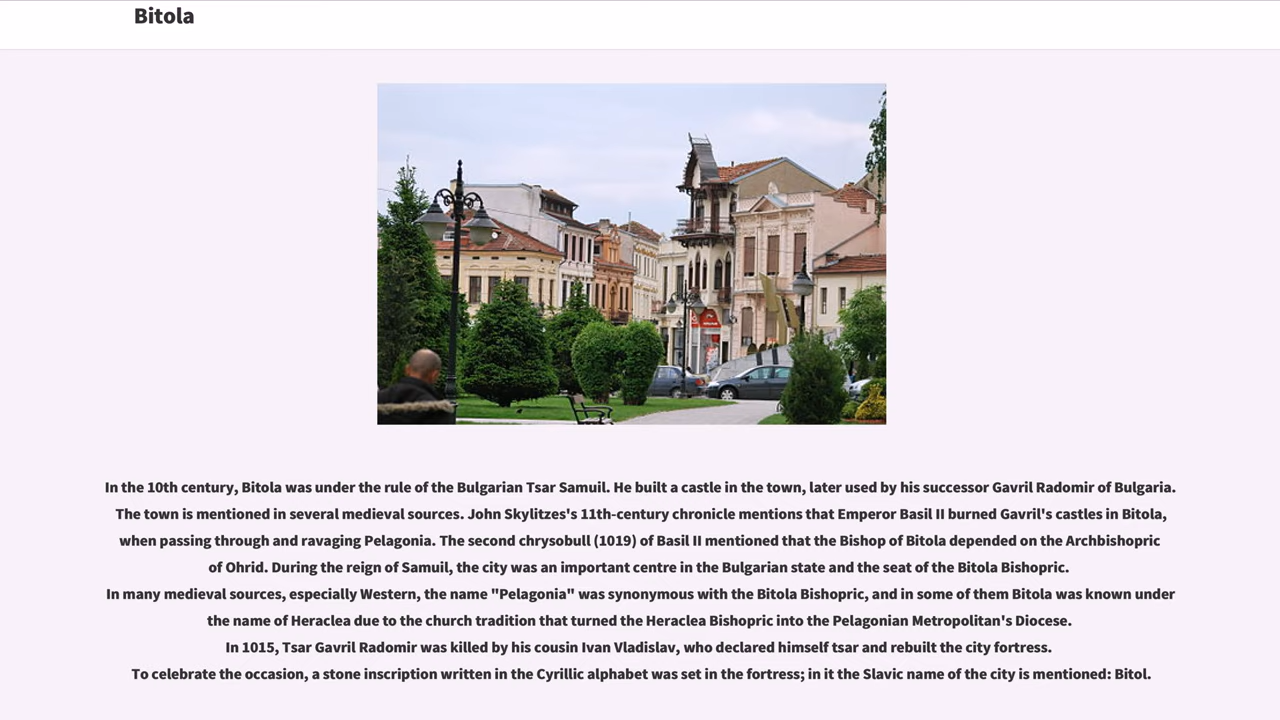 Bitola
In the 10th century, Bitola was under the rule of the Bulgarian Tsar Samuil. He built a castle in the town, later used by his successor Gavril Radomir of Bulgaria.
The town is mentioned in several medieval sources. John Skylitzes's 11th-century chronicle mentions that Emperor Basil II burned Gavril's castles in Bitola,
when passing through and ravaging Pelagonia. The second chrysobull (1019) of Basil II mentioned that the Bishop of Bitola depended on the Archbishopric
of Ohrid. During the reign of Samuil, the city was an important centre in the Bulgarian state and the seat of the Bitola Bishopric.
In many medieval sources, especially Western, the name "Pelagonia" was synonymous with the Bitola Bishopric, and in some of them Bitola was known under
the name of Heraclea due to the church tradition that turned the Heraclea Bishopric into the Pelagonian Metropolitan's Diocese.
In 1015, Tsar Gavril Radomir was killed by his cousin Ivan Vladislav, who declared himself tsar and rebuilt the city fortress.
To celebrate the occasion, a stone inscription written in the Cyrillic alphabet was set in the fortress; in it the Slavic name of the city is mentioned: Bitol.